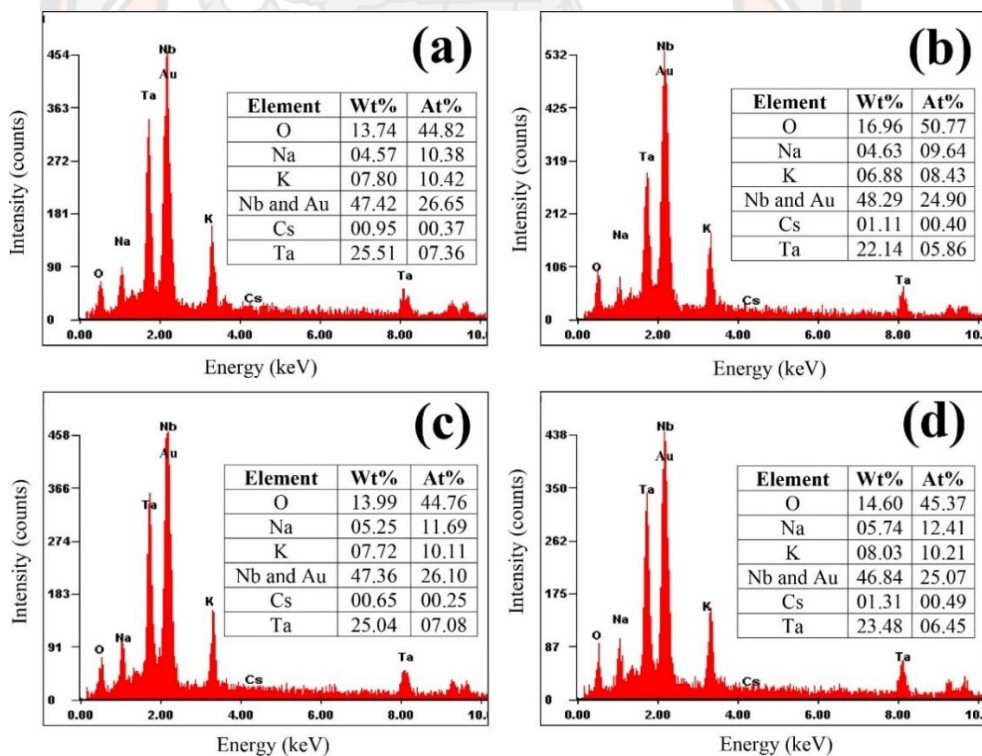 (a)
454
363
272
181
90
0
Intensity (counts)
O
Na
Ta
Nb
Au
K
Cs
Ta
Element Wt% At%
O 13.74 44.82
Na 04.57 10.38
K 07.80 10.42
Nb and Au 47.42 26.65
Cs 00.95 00.37
Ta 25.51 07.36
0.00 2.00 4.00 6.00 8.00 10.0
Energy (keV)
(b)
532
425
319
212
106
0
Intensity (counts)
O
Na
Ta
Nb
Au
K
Cs
Ta
Element Wt% At%
O 16.96 50.77
Na 04.63 09.64
K 06.88 08.43
Nb and Au 48.29 24.90
Cs 01.11 00.40
Ta 22.14 05.86
0.00 2.00 4.00 6.00 8.00 10.0
Energy (keV)
(c)
458
366
274
183
91
0
Intensity (counts)
O
Na
Ta
Nb
Au
K
Cs
Ta
Element Wt% At%
O 13.99 44.76
Na 05.25 11.69
K 07.72 10.11
Nb and Au 47.36 26.10
Cs 00.65 00.25
Ta 25.04 07.08
0.00 2.00 4.00 6.00 8.00 10.
Energy (keV)
(d)
438
350
262
175
87
0
Intensity (counts)
O
Na
Ta
Nb
Au
K
Cs
Ta
Element Wt% At%
O 14.60 45.37
Na 05.74 12.41
K 08.03 10.21
Nb and Au 46.84 25.07
Cs 01.31 00.49
Ta 23.48 06.45
0.00 2.00 4.00 6.00 8.00 10.0
Energy (keV)